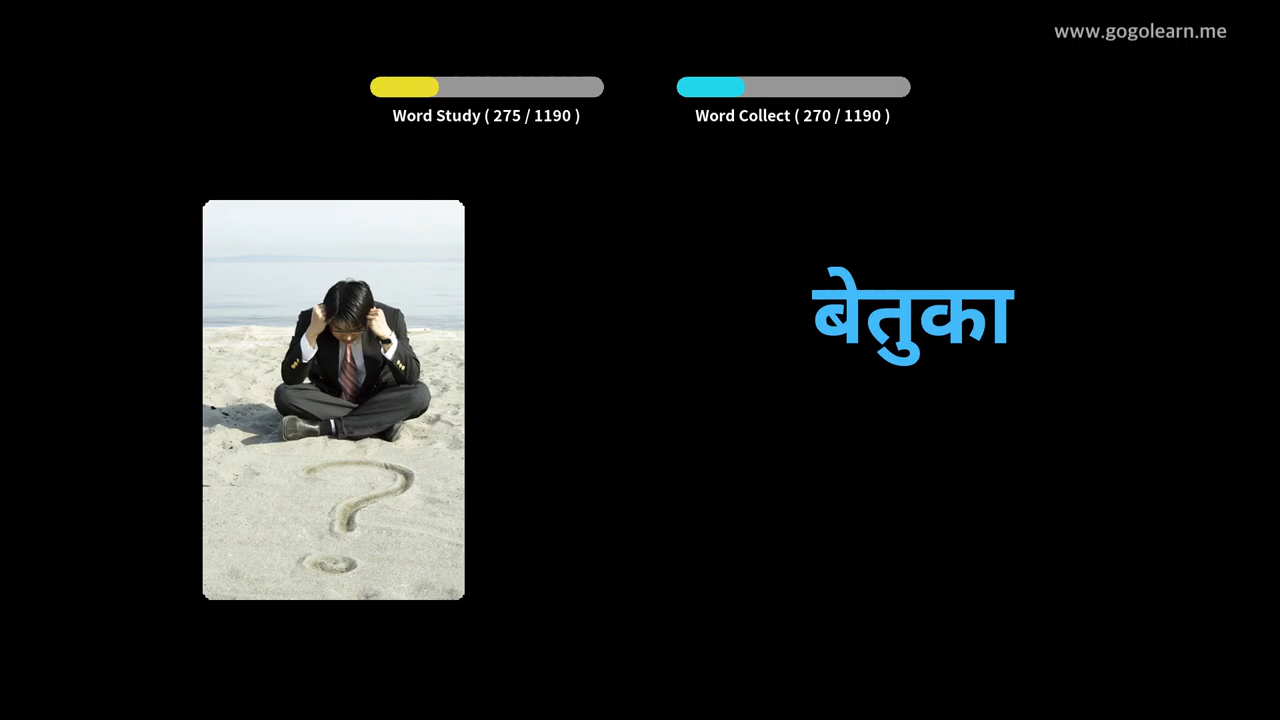 www.gogolearn.me
Word Study ( 275 / 1190 )
Word Collect ( 270 / 1190 )
बेतुका
?